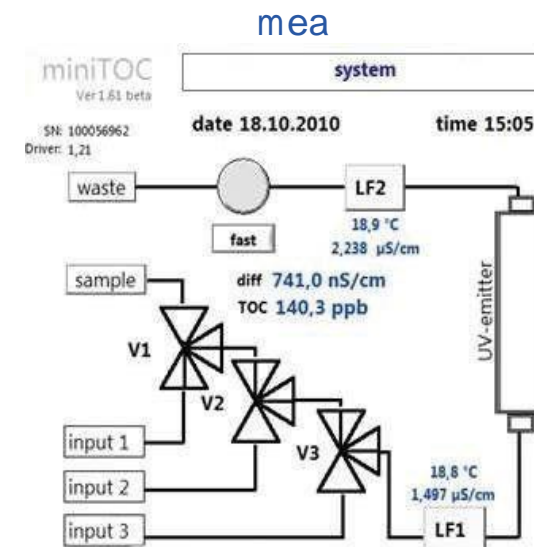 mea
miniTOC
system
Ver 1.61 beta
SN: 100056962
date 18.10.2010
time 15:05
Driver: 1,21
waste
LF2
fast
18,9 °C
2,238 µS/cm
sample
diff 741,0 nS/cm
TOC 140,3 ppb
UV-emitter
V1
V2
V3
input 1
input 2
input 3
18,8 °C
1,497 µS/cm
LF1